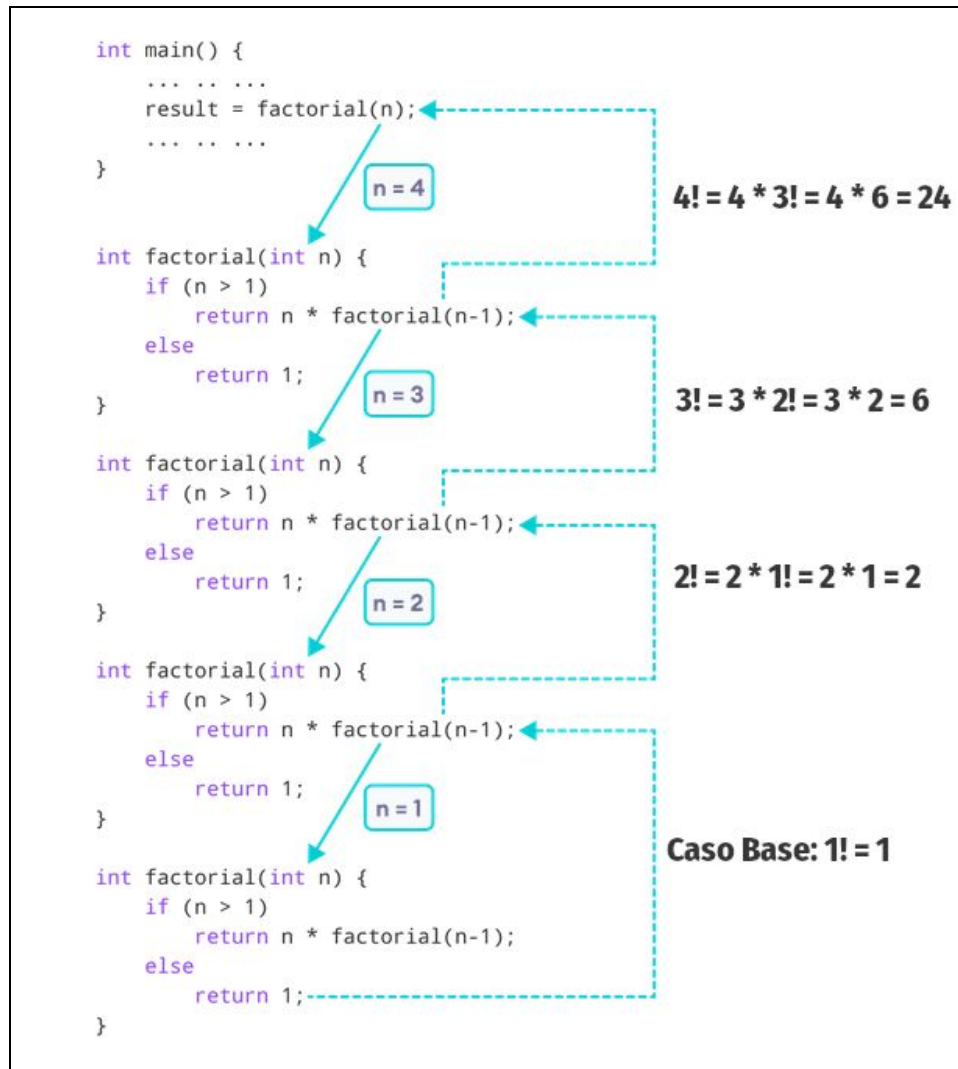 int main() {
... .. ...
result = factorial(n);
... .. ...
}
n = 4
4! = 4 * 3! = 4 * 6 = 24
int factorial(int n) {
if (n > 1)
return n * factorial(n-1);
else
return 1;
}
n = 3
3! = 3 * 2! = 3 * 2 = 6
int factorial(int n) {
if (n > 1)
return n * factorial(n-1);
else
return 1;
}
n = 2
2! = 2 * 1! = 2 * 1 = 2
int factorial(int n) {
if (n > 1)
return n * factorial(n-1);
else
return 1;
}
n = 1
Caso Base: 1! = 1
int factorial(int n) {
if (n > 1)
return n * factorial(n-1);
else
return 1;
}